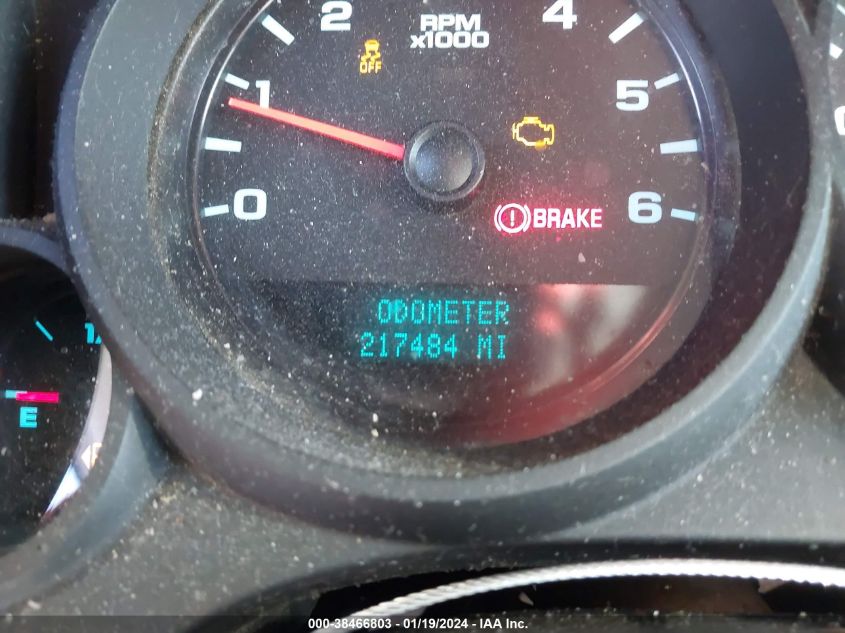 2
RPM
x1000
4
OFF
1
5
0
BRAKE
6
ODOMETER
217484 MI
E
000-38466803 - 01/19/2024 - IAA Inc.